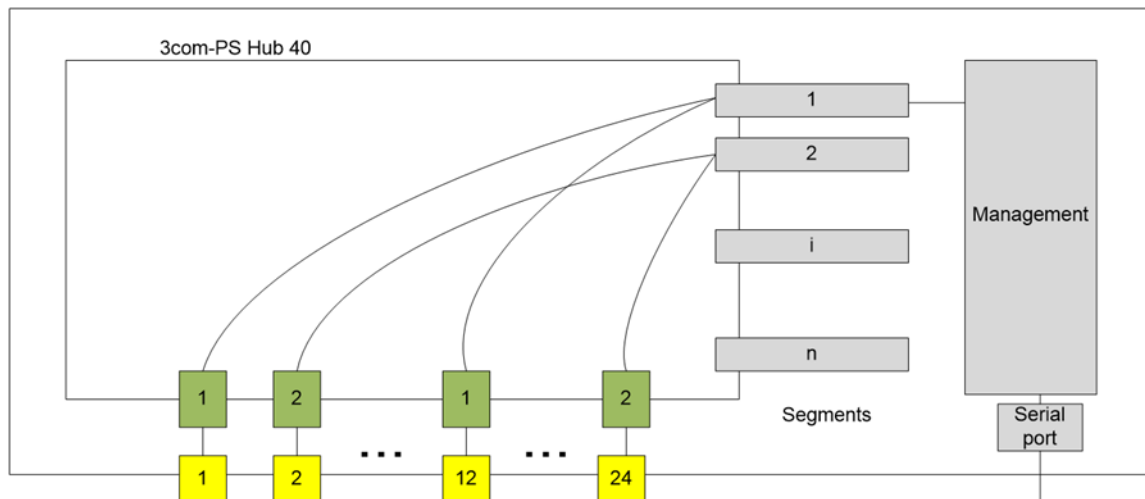 3com-PS Hub 40
1
2
Management
i
n
1
2
1
2
Segments
Serial
port
1
2
...
12
...
24